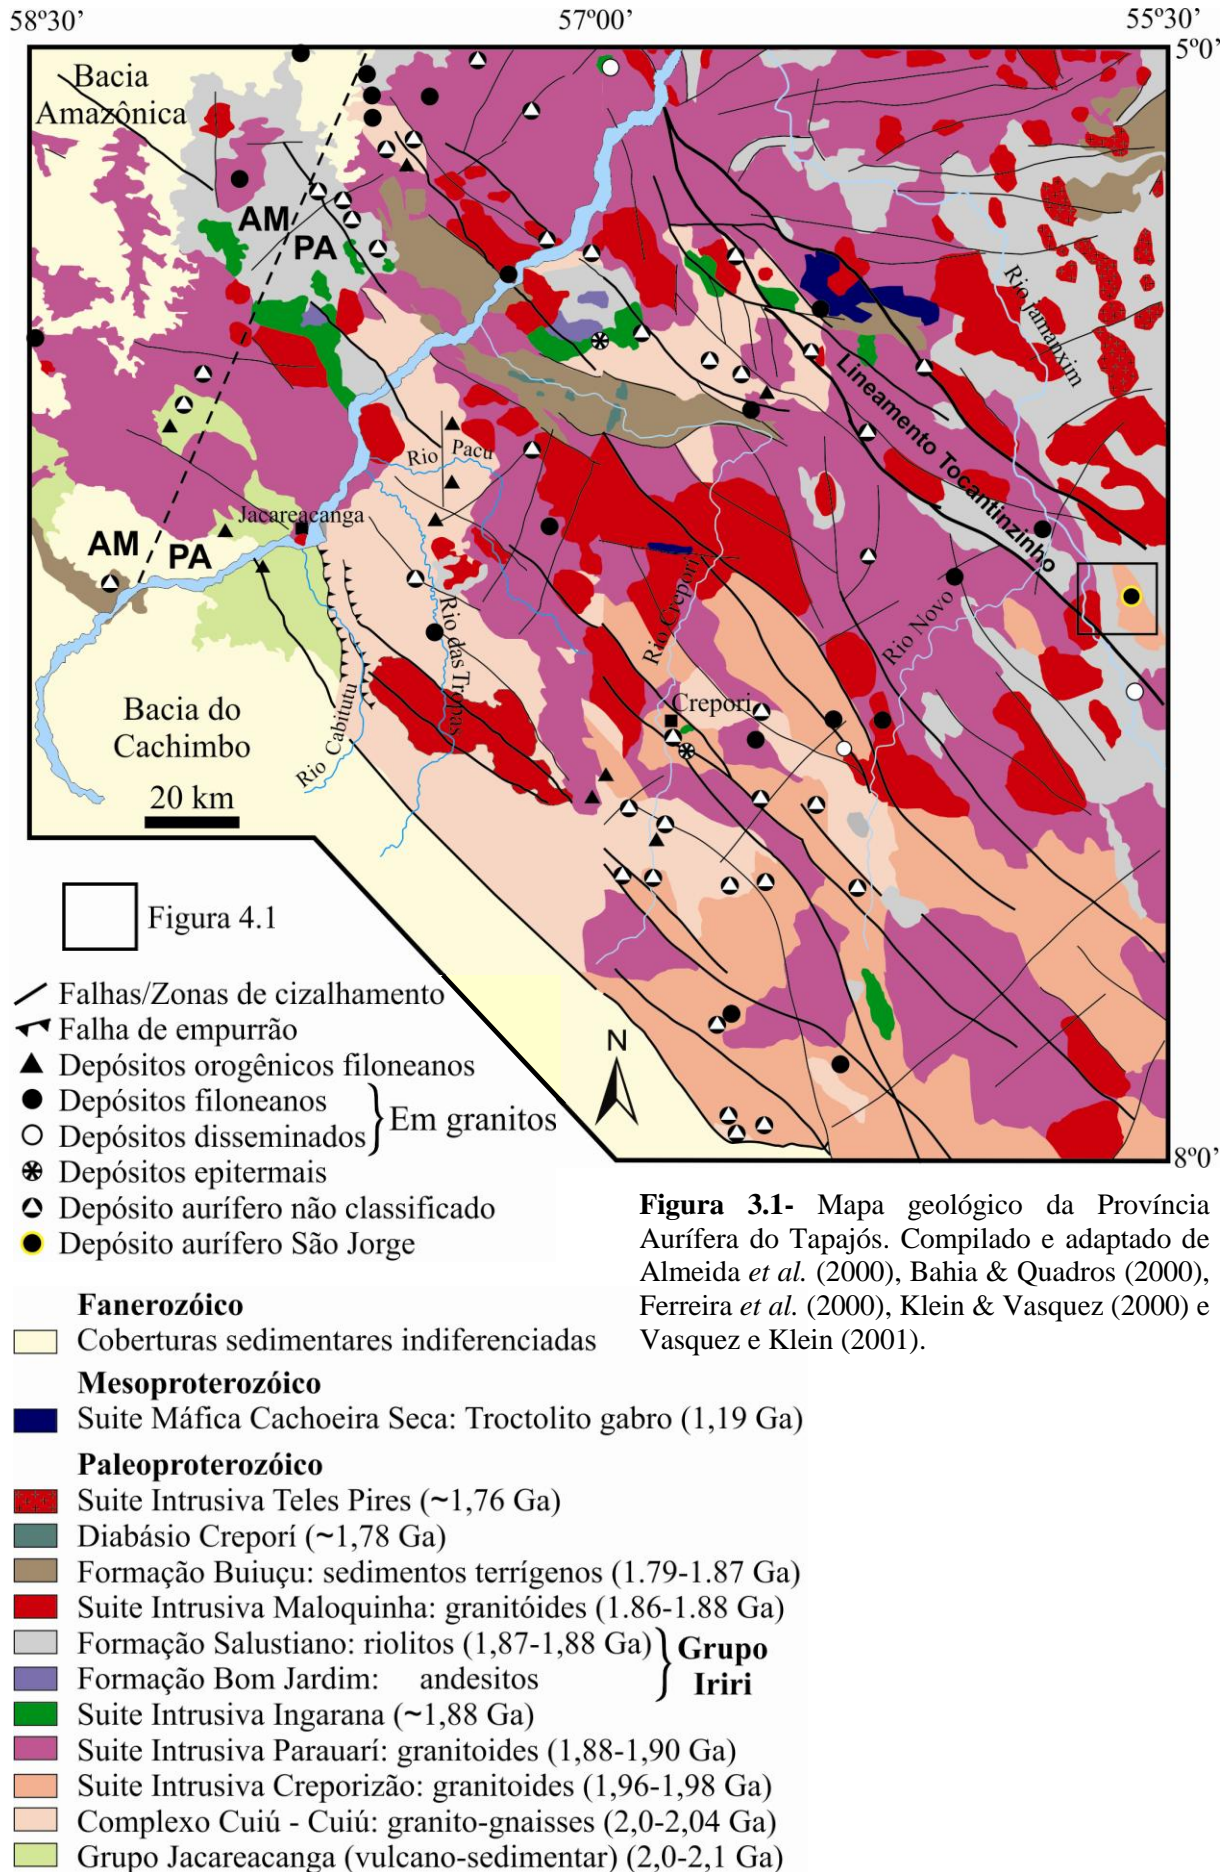 58º30’ 57º00’ 55º30’
5º0’
Bacia
Amazônica
AM
PA
Rio jamanxim
Lineamento Tocantinzinho
Rio Pacu
Jacareacanga
AM
PA
Rio Crepori
Rio Novo
Rio das Tropas
Rio Cabitutu
Crepori
Bacia do
Cachimbo
20 km
Figura 4.1
N
8º0’
Falhas/Zonas de cizalhamento
Falha de empurrão
Depósitos orogênicos filoneanos
Depósitos filoneanos
Depósitos disseminados
Em granitos
Depósitos epitermais
Depósito aurífero não classificado
Depósito aurífero São Jorge
Figura 3.1- Mapa geológico da Província
Aurífera do Tapajós. Compilado e adaptado de
Almeida et al. (2000), Bahia & Quadros (2000),
Ferreira et al. (2000), Klein & Vasquez (2000) e
Vasquez e Klein (2001).
Fanerozóico
Coberturas sedimentares indiferenciadas
Mesoproterozóico
Suite Máfica Cachoeira Seca: Troctolito gabro (1,19 Ga)
Paleoproterozóico
Suite Intrusiva Teles Pires (~1,76 Ga)
Diabásio Creporí (~1,78 Ga)
Formação Buiuçu: sedimentos terrígenos (1.79-1.87 Ga)
Suite Intrusiva Maloquinha: granitóides (1.86-1.88 Ga)
Formação Salustiano: riolitos (1,87-1,88 Ga)
Formação Bom Jardim: andesitos
Grupo
Iriri
Suite Intrusiva Ingarana (~1,88 Ga)
Suite Intrusiva Parauarí: granitoides (1,88-1,90 Ga)
Suite Intrusiva Creporizão: granitoides (1,96-1,98 Ga)
Complexo Cuiú - Cuiú: granito-gnaisses (2,0-2,04 Ga)
Grupo Jacareacanga (vulcano-sedimentar) (2,0-2,1 Ga)